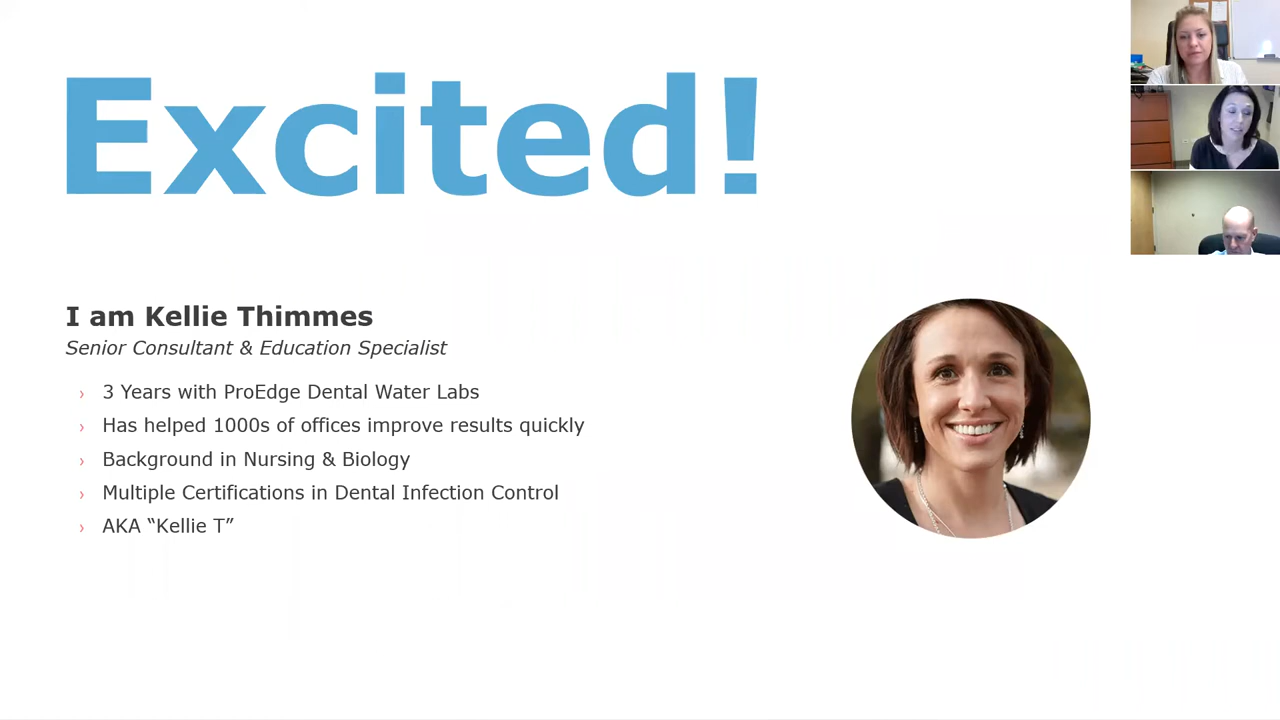 Excited!
I am Kellie Thimmes
Senior Consultant & Education Specialist
› 3 Years with ProEdge Dental Water Labs
› Has helped 1000s of offices improve results quickly
› Background in Nursing & Biology
› Multiple Certifications in Dental Infection Control
› AKA “Kellie T”